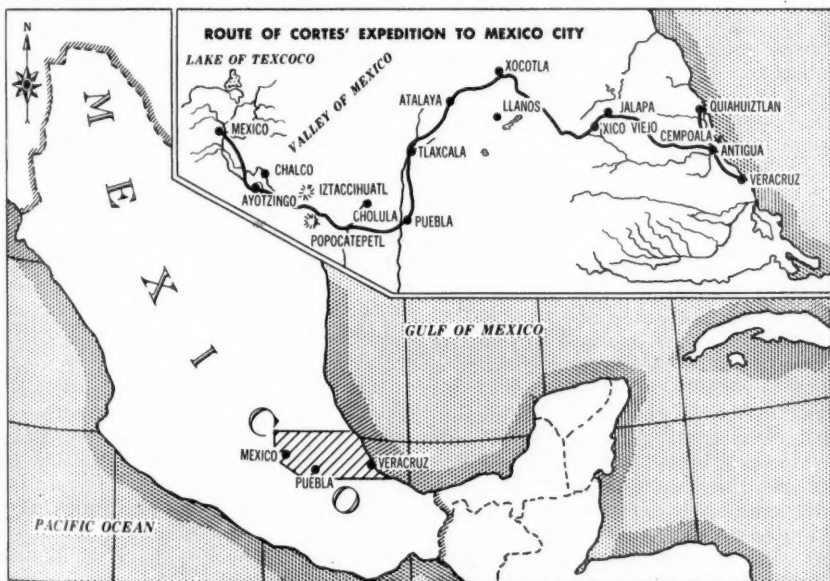 ROUTE OF CORTES' EXPEDITION TO MEXICO CITY
N
LAKE OF TEXCOCO
VALLEY OF MEXICO
XOCOTLA
ATALAYA
LLANOS
JALAPA
QUIAHUIZTLAN
MEXICO
XICO VIEJO
CEMPOALA
ANTIGUA
TLAXCALA
CHALCO
VERACRUZ
IZTACCIHUATL
AYOTZINGO
CHOLULA
PUEBLA
POPOCATEPETL
MEXICO
GULF OF MEXICO
MEXICO
VERACRUZ
PUEBLA
PACIFIC OCEAN